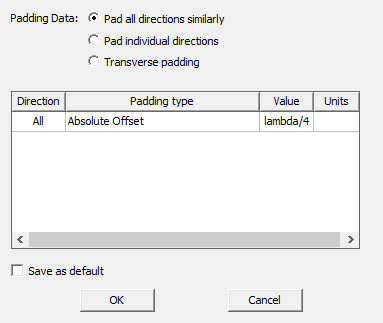 Padding Data: Pad all directions similarly
Pad individual directions
Transverse padding
Direction Padding type Value Units
All Absolute Offset lambda/4
Save as default
OK Cancel